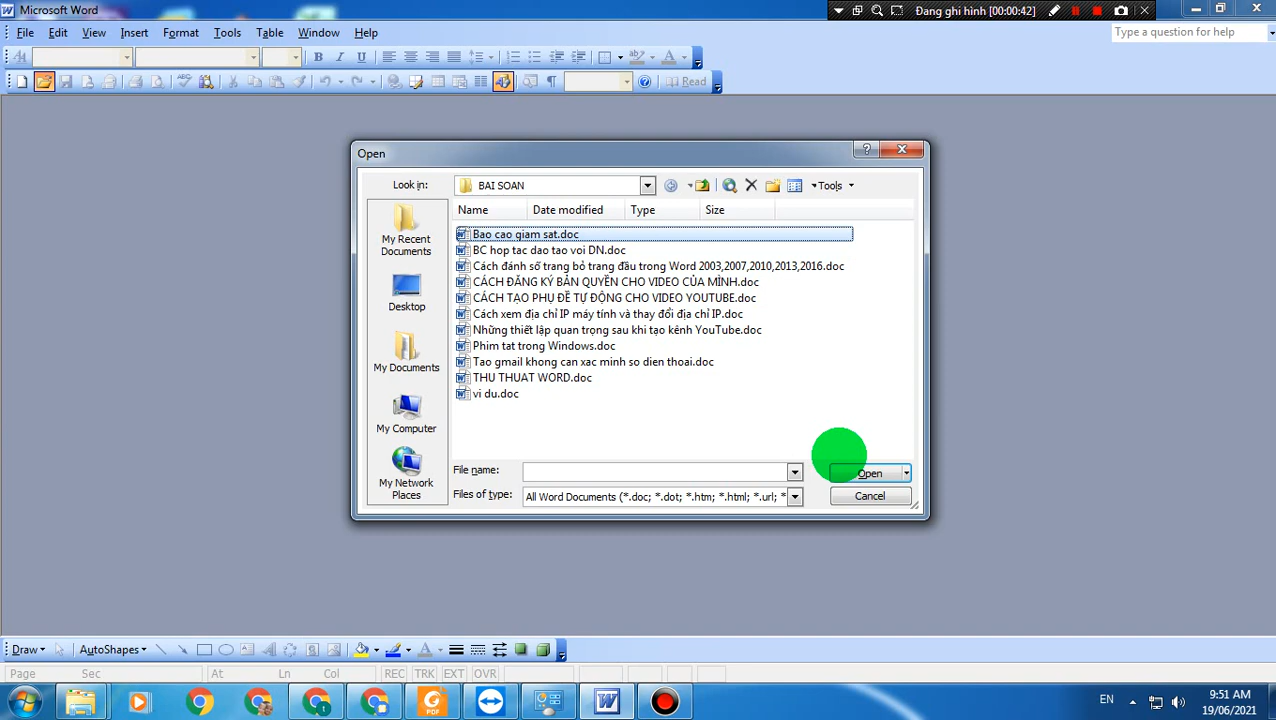 Microsoft Word
Đang ghi hình [00:00:42]
File Edit View Insert Format Tools Table Window Help
Type a question for help
Read
Open
Look in: BAI SOAN
Tools
Name Date modified Type Size
My Recent Documents
Desktop
My Documents
My Computer
My Network Places
Bao cao giam sat.doc
BC hop tac dao tao voi DN.doc
Cách đánh số trang bỏ trang đầu trong Word 2003,2007,2010,2013,2016.doc
CÁCH ĐĂNG KÝ BẢN QUYỀN CHO VIDEO CỦA MÌNH.doc
CÁCH TẠO PHỤ ĐỀ TỰ ĐỘNG CHO VIDEO YOUTUBE.doc
Cách xem địa chỉ IP máy tính và thay đổi địa chỉ IP.doc
Những thiết lập quan trọng sau khi tạo kênh YouTube.doc
Phim tat trong Windows.doc
Tao gmail khong can xac minh so dien thoai.doc
THU THUAT WORD.doc
vi du.doc
File name:
Open
Files of type: All Word Documents (*.doc; *.dot; *.htm; *.html; *.url; *
Cancel
Draw AutoShapes
Page Sec At Ln Col REC TRK EXT OVR
EN
9:51 AM
19/06/2021
PDF